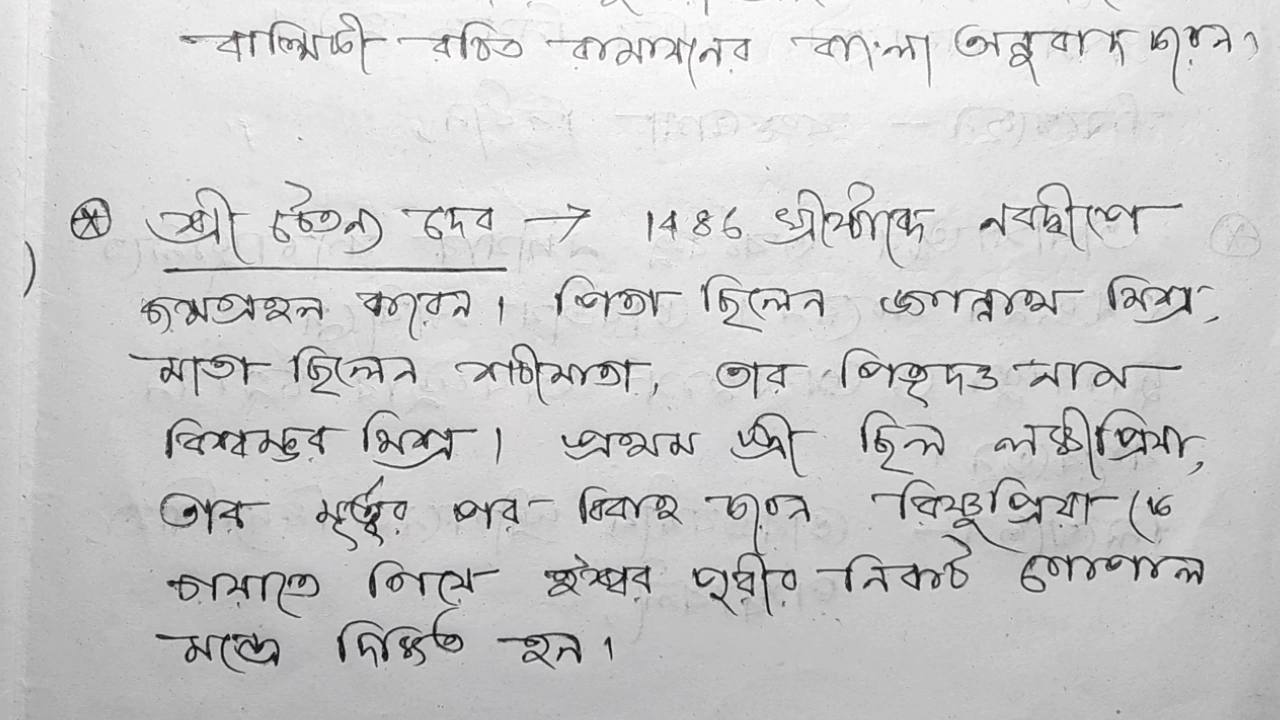 বাল্মিকী রচিত রামায়নের বাংলা অনুবাদ করেন।
শ্রী চৈতন্য দেব → 1486 খ্রীষ্টাব্দে নবদ্বীপে
জন্মগ্রহন করেন। পিতা ছিলেন জগন্নাথ মিশ্র,
মাতা ছিলেন শচীমাতা, তার পিতৃদত্ত নাম
বিশ্বম্ভর মিশ্র। প্রথম স্ত্রী ছিল লক্ষ্মীপ্রিয়া,
তার মৃত্যুর পর বিবাহ করেন বিষ্ণুপ্রিয়া কে
গয়াতে গিয়ে ঈশ্বর পুরীর নিকট গোপাল
মন্ত্রে দিক্ষিত হন।